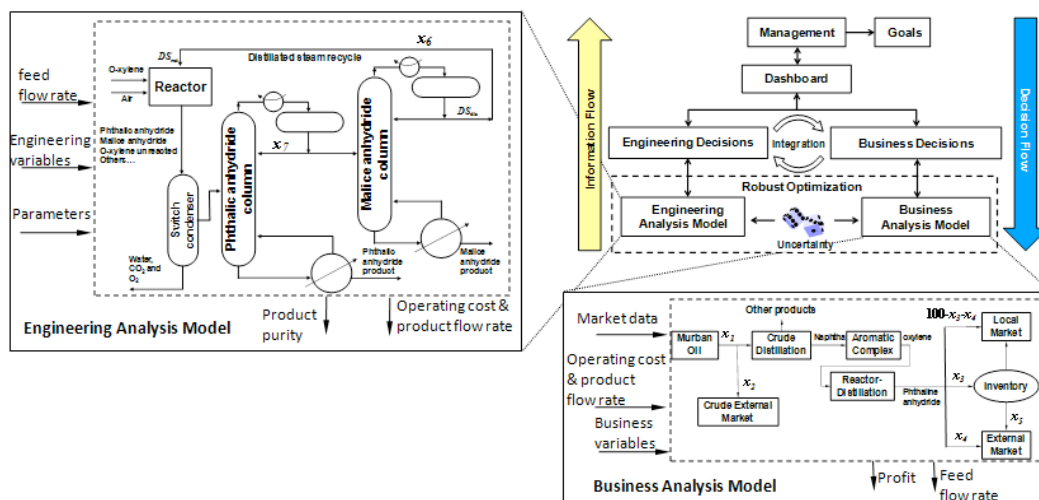 x6
DS
Distillated steam recycle
O-xylene
Reactor
Air
DS
feed
flow rate
Engineering
variables
Parameters
Phthalic anhydride
Malice anhydride
O-xylene unreacted
Others...
x7
Switch
condenser
Phthalic anhydride
column
Malice anhydride
column
Phthalic
anhydride
product
Malice
anhydride
product
Water,
CO2 and
O2
Product
purity
Operating cost &
product flow rate
Engineering Analysis Model
Information Flow
Decision Flow
Management
Goals
Dashboard
Engineering Decisions
Integration
Business Decisions
Robust Optimization
Engineering
Analysis Model
Uncertainty
Business
Analysis Model
Market data
Operating cost
& product
flow rate
Business
variables
Other products
Murban
Oil
x1
Crude
Distillation
Naphtha
Aromatic
Complex
oxylene
x2
Crude External
Market
Reactor-
Distillation
Phthaline
anhydride
100-x3-x4
Local
Market
x3
Inventory
x5
x4
External
Market
Profit
Feed
flow rate
Business Analysis Model